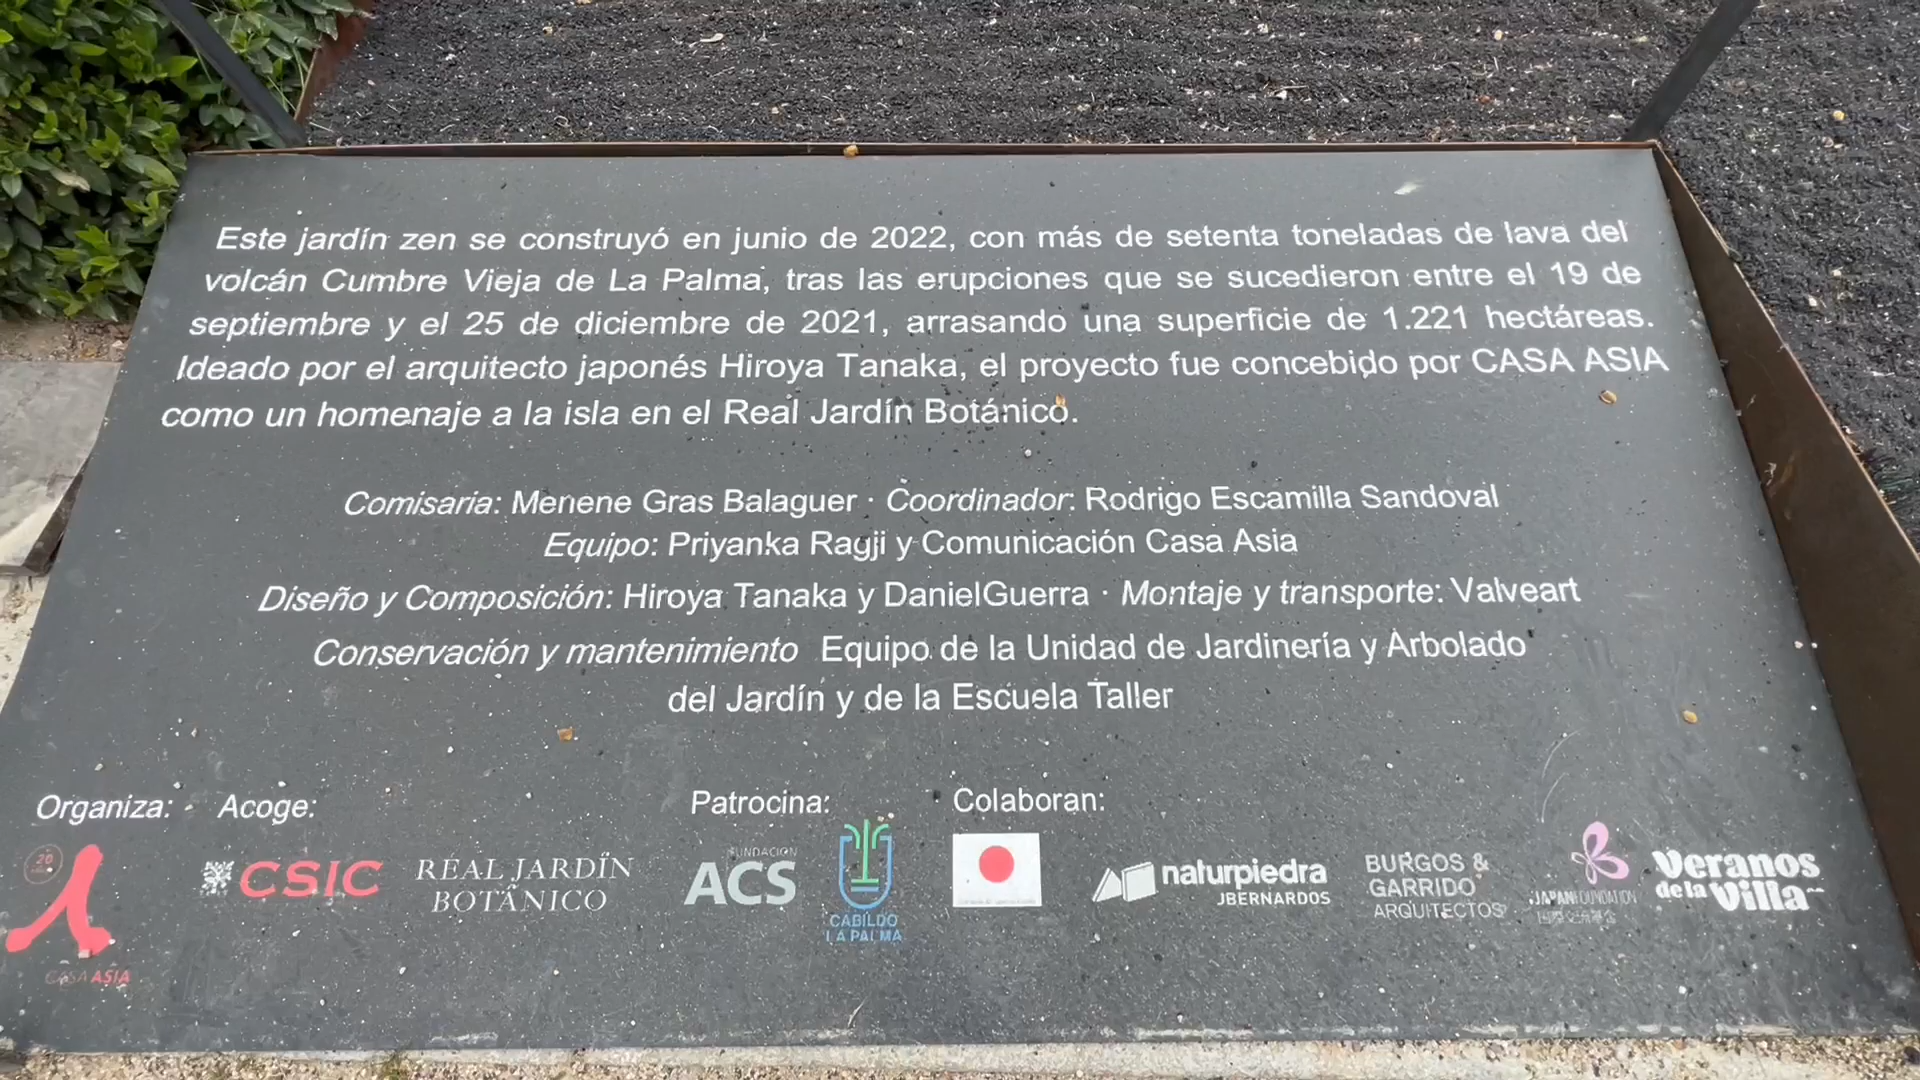 Este jardín zen se construyó en junio de 2022, con más de setenta toneladas de lava del
volcán Cumbre Vieja de La Palma, tras las erupciones que se sucedieron entre el 19 de
septiembre y el 25 de diciembre de 2021, arrasando una superficie de 1.221 hectáreas.
Ideado por el arquitecto japonés Hiroya Tanaka, el proyecto fue concebido por CASA ASIA
como un homenaje a la isla en el Real Jardín Botánico.
Comisaria: Menene Gras Balaguer · Coordinador: Rodrigo Escamilla Sandoval
Equipo: Priyanka Ragji y Comunicación Casa Asia
Diseño y Composición: Hiroya Tanaka y DanielGuerra · Montaje y transporte: Valveart
Conservación y mantenimiento Equipo de la Unidad de Jardinería y Arbolado
del Jardín y de la Escuela Taller
Organiza: Acoge: Patrocina: Colaboran:
20
CASA ASIA
CSIC
REAL JARDÍN
BOTÁNICO
FUNDACIÓN
ACS
CABILDO
LA PALMA
naturpiedra
JBERNARDOS
BURGOS &
GARRIDO
ARQUITECTOS
JAPANFOUNDATION
Veranos
de la Villa